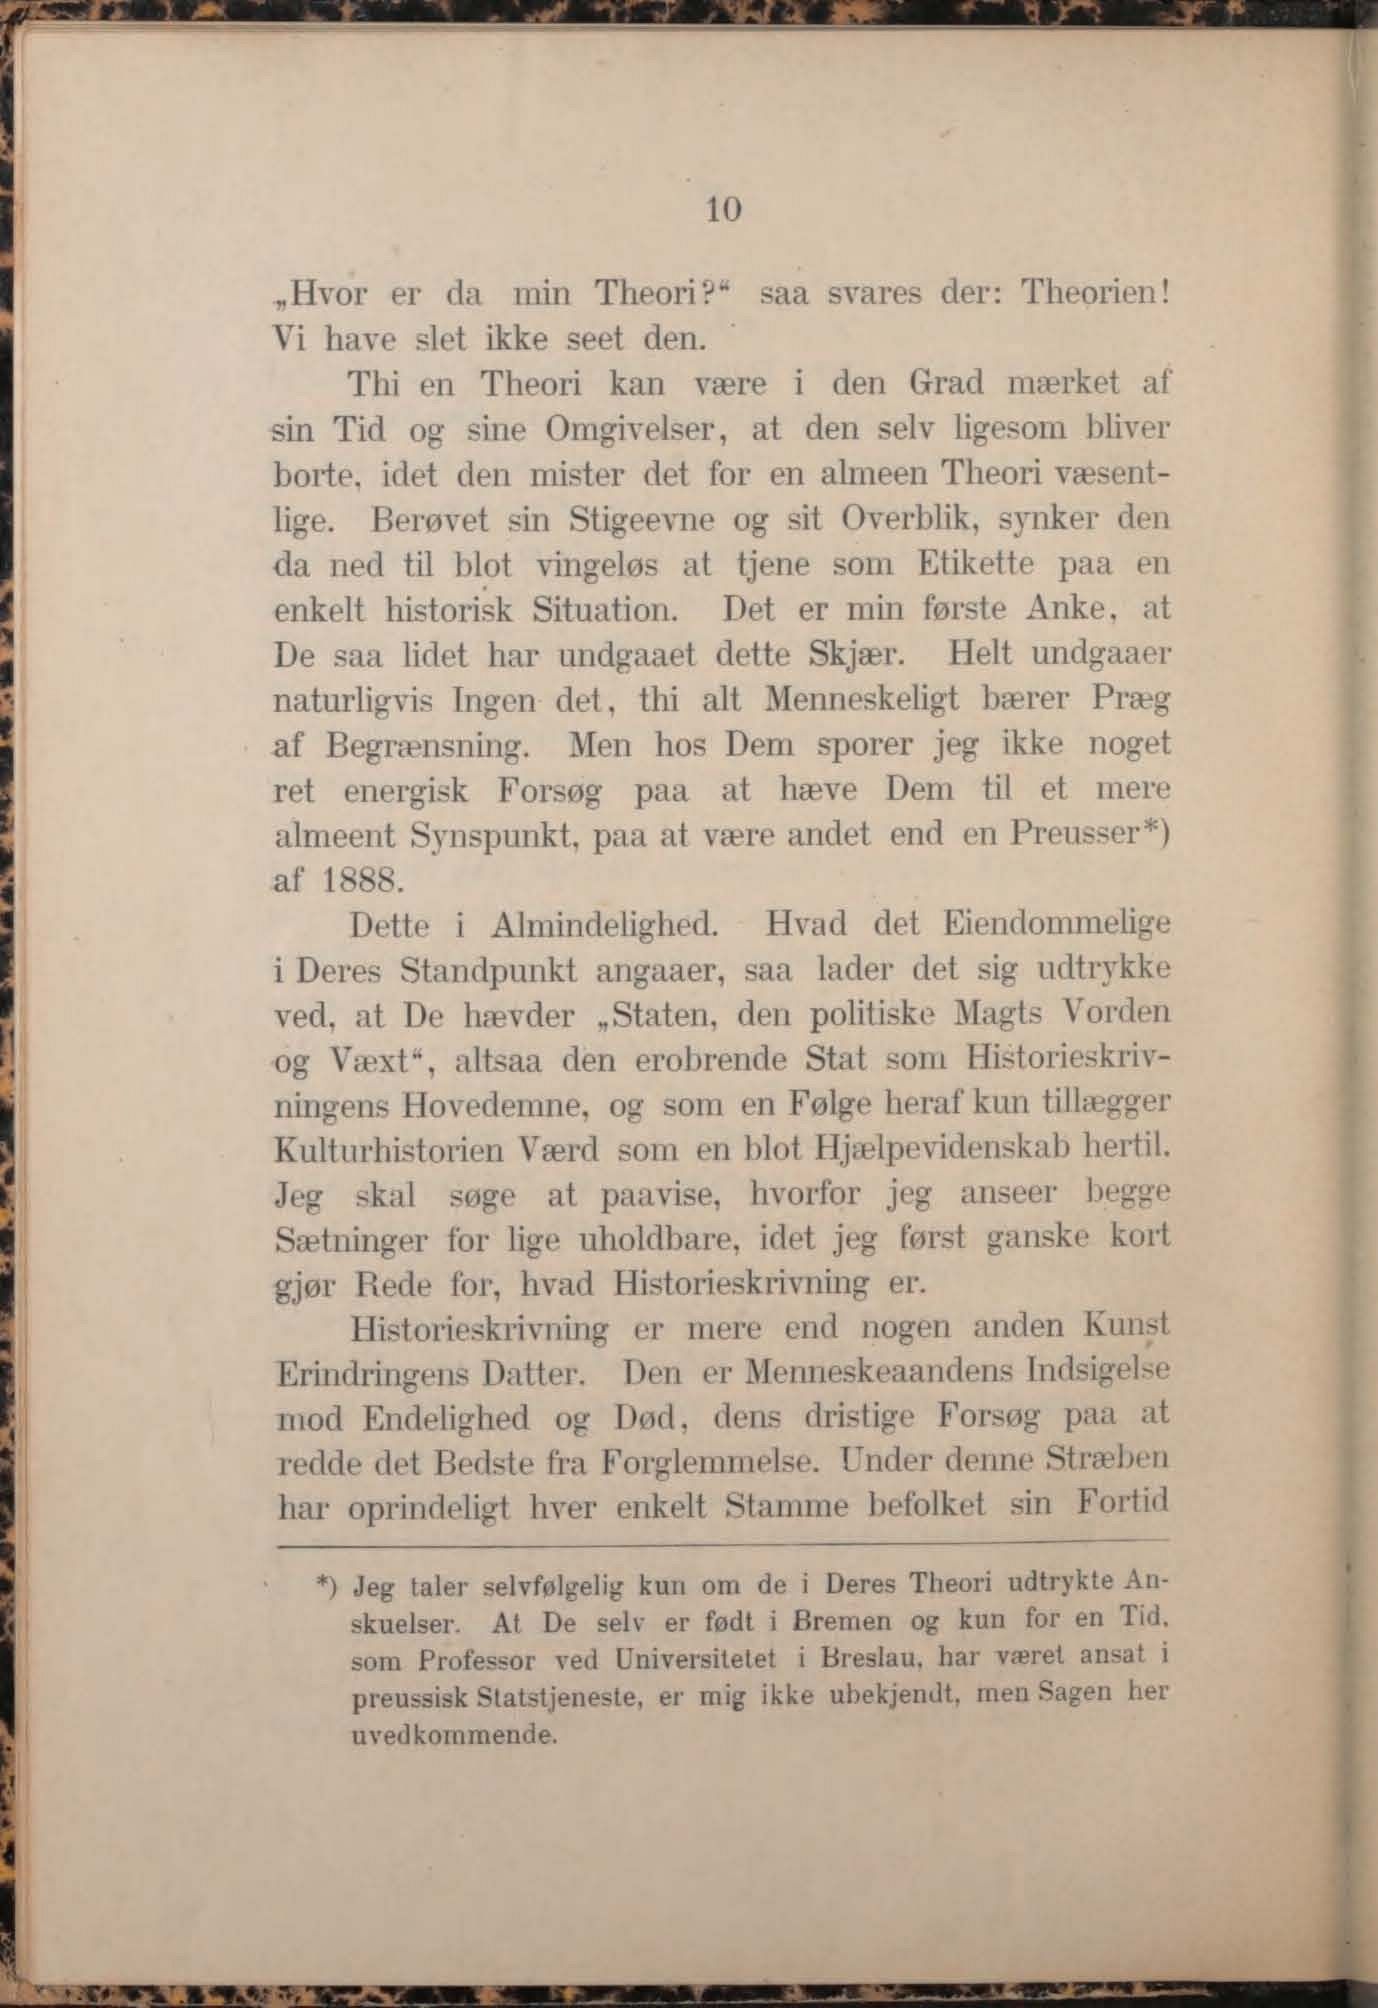 10
„Hvor er da min Theori?“ saa svares der: Theorien!
Vi have slet ikke seet den.
Thi en Theori kan være i den Grad mærket af
sin Tid og sine Omgivelser, at den selv ligesom bliver
borte, idet den mister det for en almeen Theori væsent-
lige. Berøvet sin Stigeevne og sit Overblik, synker den
da ned til blot vingeløs at tjene som Etikette paa en
enkelt historisk Situation. Det er min første Anke, at
De saa lidet har undgaaet dette Skjær. Helt undgaaer
naturligvis Ingen det, thi alt Menneskeligt bærer Præg
af Begrænsning. Men hos Dem sporer jeg ikke noget
ret energisk Forsøg paa at hæve Dem til et mere
almeent Synspunkt, paa at være andet end en Preusser*)
af 1888.
Dette i Almindelighed. Hvad det Eiendommelige
i Deres Standpunkt angaaer, saa lader det sig udtrykke
ved, at De hævder „Staten, den politiske Magts Vorden
og Væxt“, altsaa den erobrende Stat som Historieskriv-
ningens Hovedemne, og som en Følge heraf kun tillægger
Kulturhistorien Værd som en blot Hjælpevidenskab hertil.
Jeg skal søge at paavise, hvorfor jeg anseer begge
Sætninger for lige uholdbare, idet jeg først ganske kort
gjør Rede for, hvad Historieskrivning er.
Historieskrivning er mere end nogen anden Kunst
Erindringens Datter. Den er Menneskeaandens Indsigelse
mod Endelighed og Død, dens dristige Forsøg paa at
redde det Bedste fra Forglemmelse. Under denne Stræben
har oprindeligt hver enkelt Stamme befolket sin Fortid
*) Jeg taler selvfølgelig kun om de i Deres Theori udtrykte An-
skuelser. At De selv er født i Bremen og kun for en Tid,
som Professor ved Universitetet i Breslau, har været ansat i
preussisk Statstjeneste, er mig ikke ubekjendt, men Sagen her
uvedkommende.